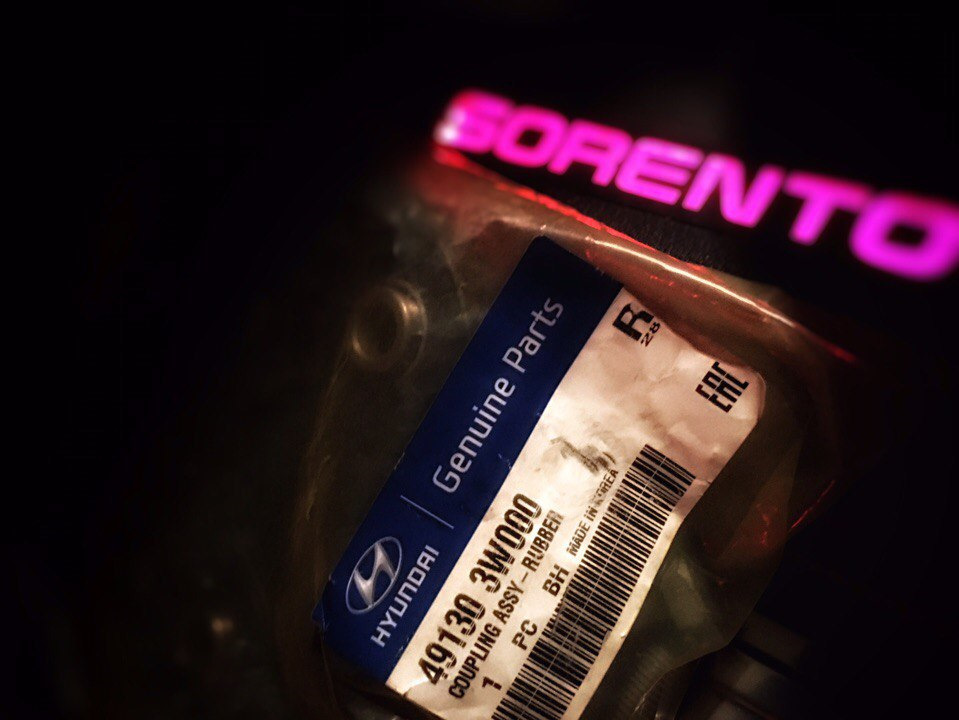 SORENTO
HYUNDAI | Genuine Parts
R
28
EAC
49130 3W000
COUPLING ASSY-RUBBER
1 PC BH MADE IN KOREA